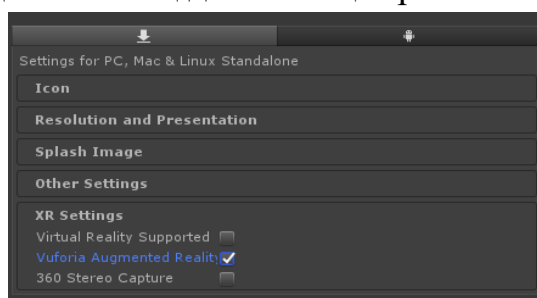 Settings for PC, Mac & Linux Standalone
Icon
Resolution and Presentation
Splash Image
Other Settings
XR Settings
Virtual Reality Supported
Vuforia Augmented Reality
360 Stereo Capture